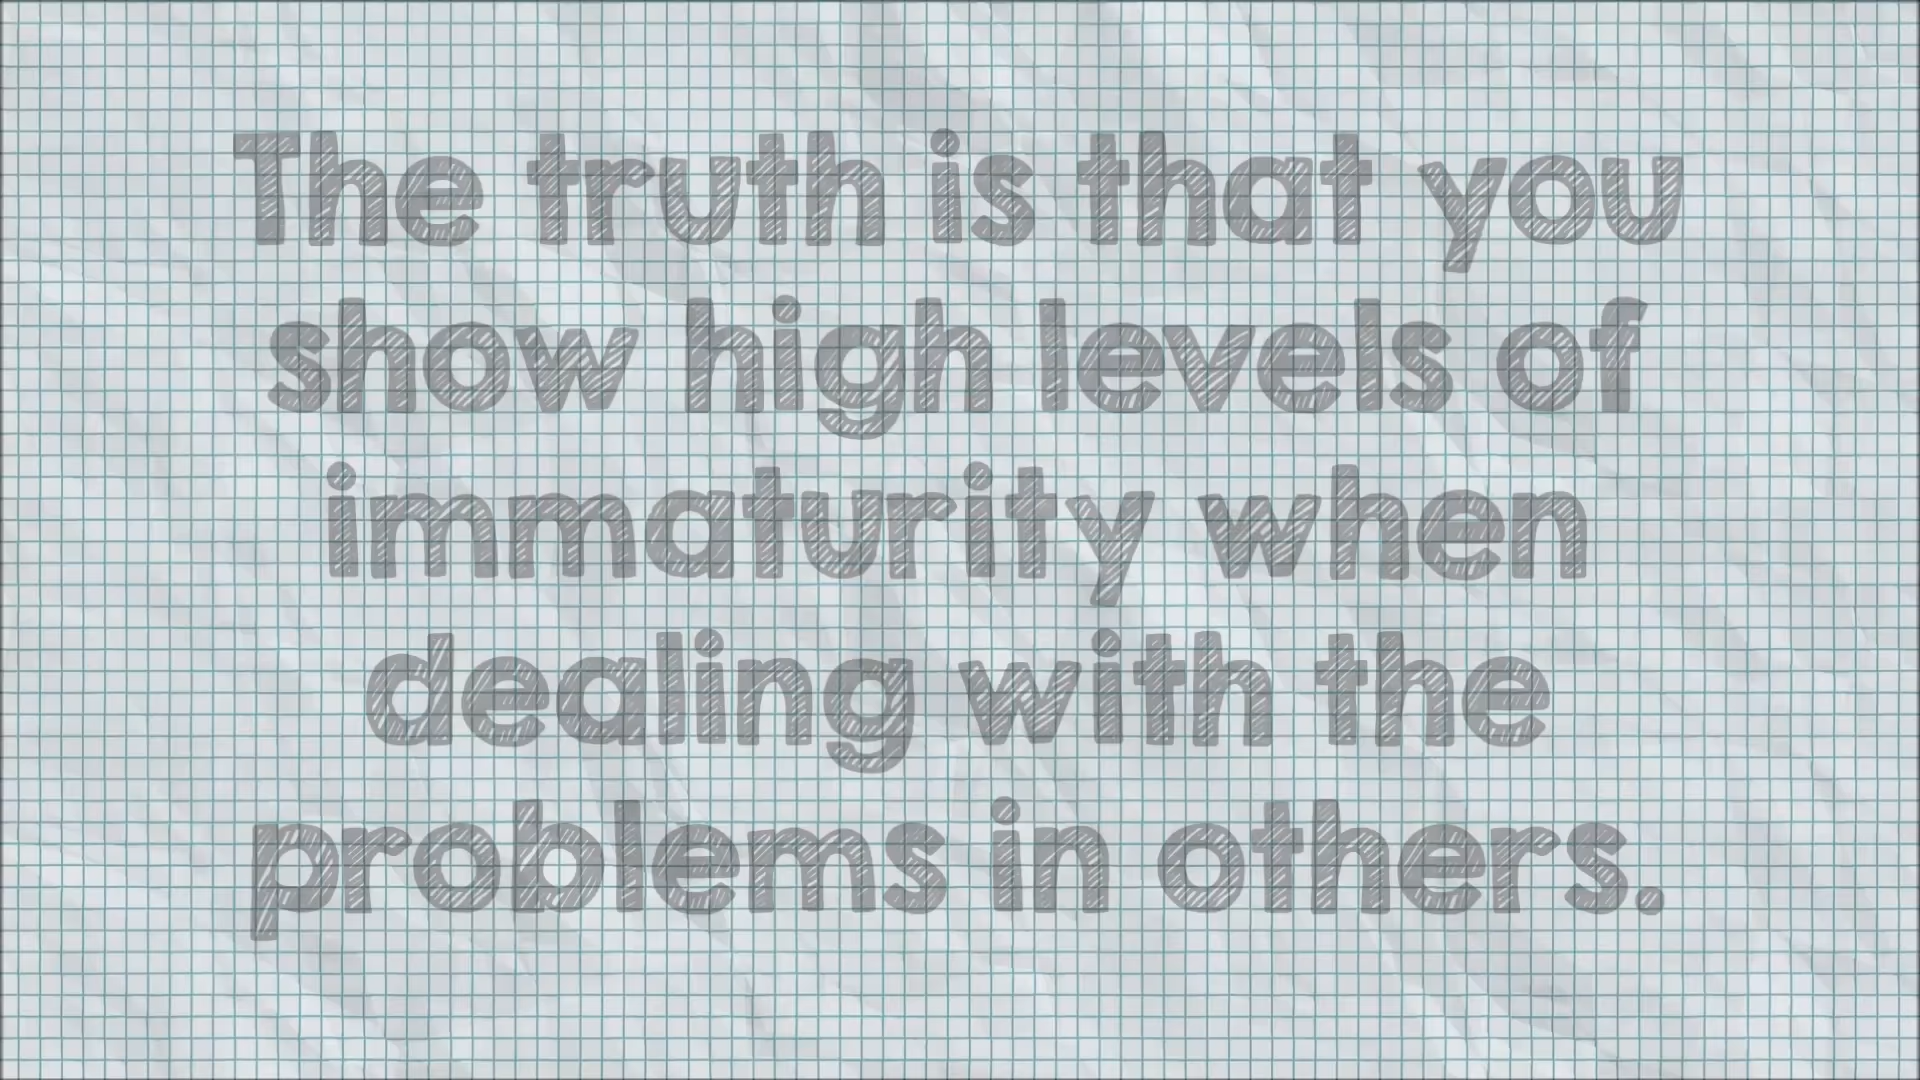 The truth is that you
show high levels of
immaturity when
dealing with the
problems in others.